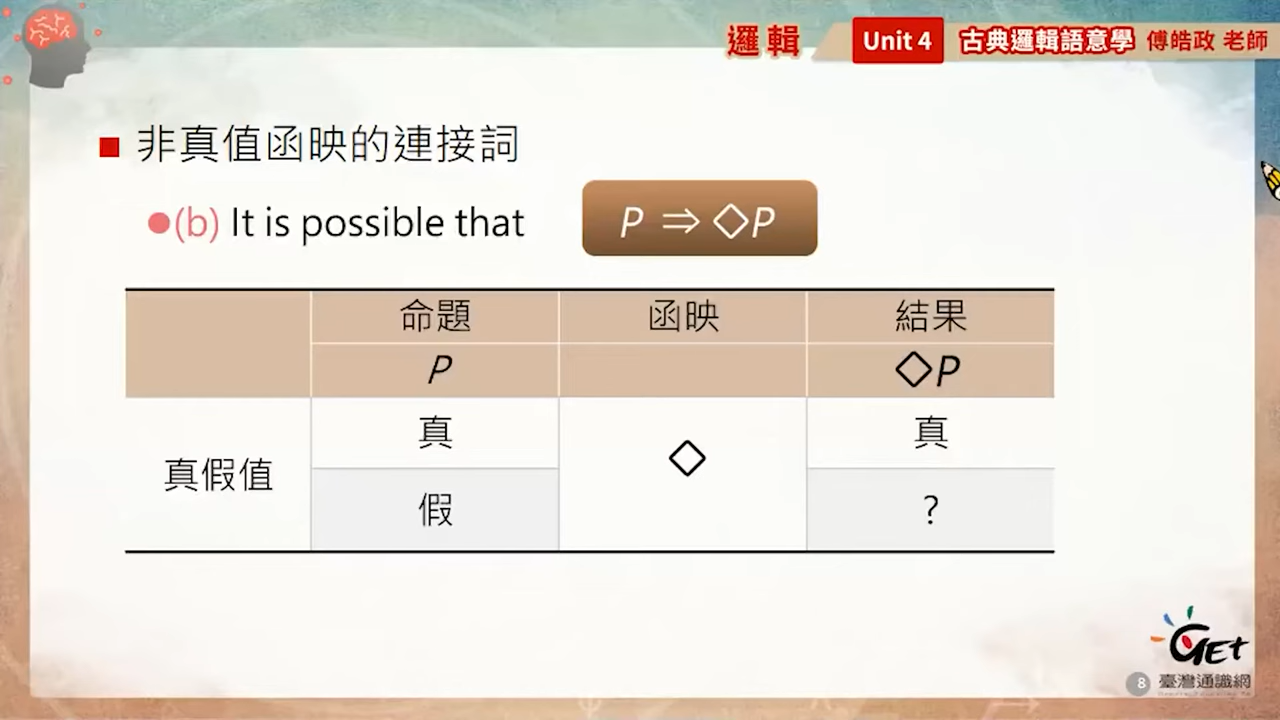 邏輯 Unit 4 古典邏輯語意學 傅皓政 老師
非真值函映的連接詞
(b) It is possible that P ⇒ ◇P
命題 函映 結果
P ◇P
真假值 真 ◇ 真
假 ?
GET
8 臺灣通識網